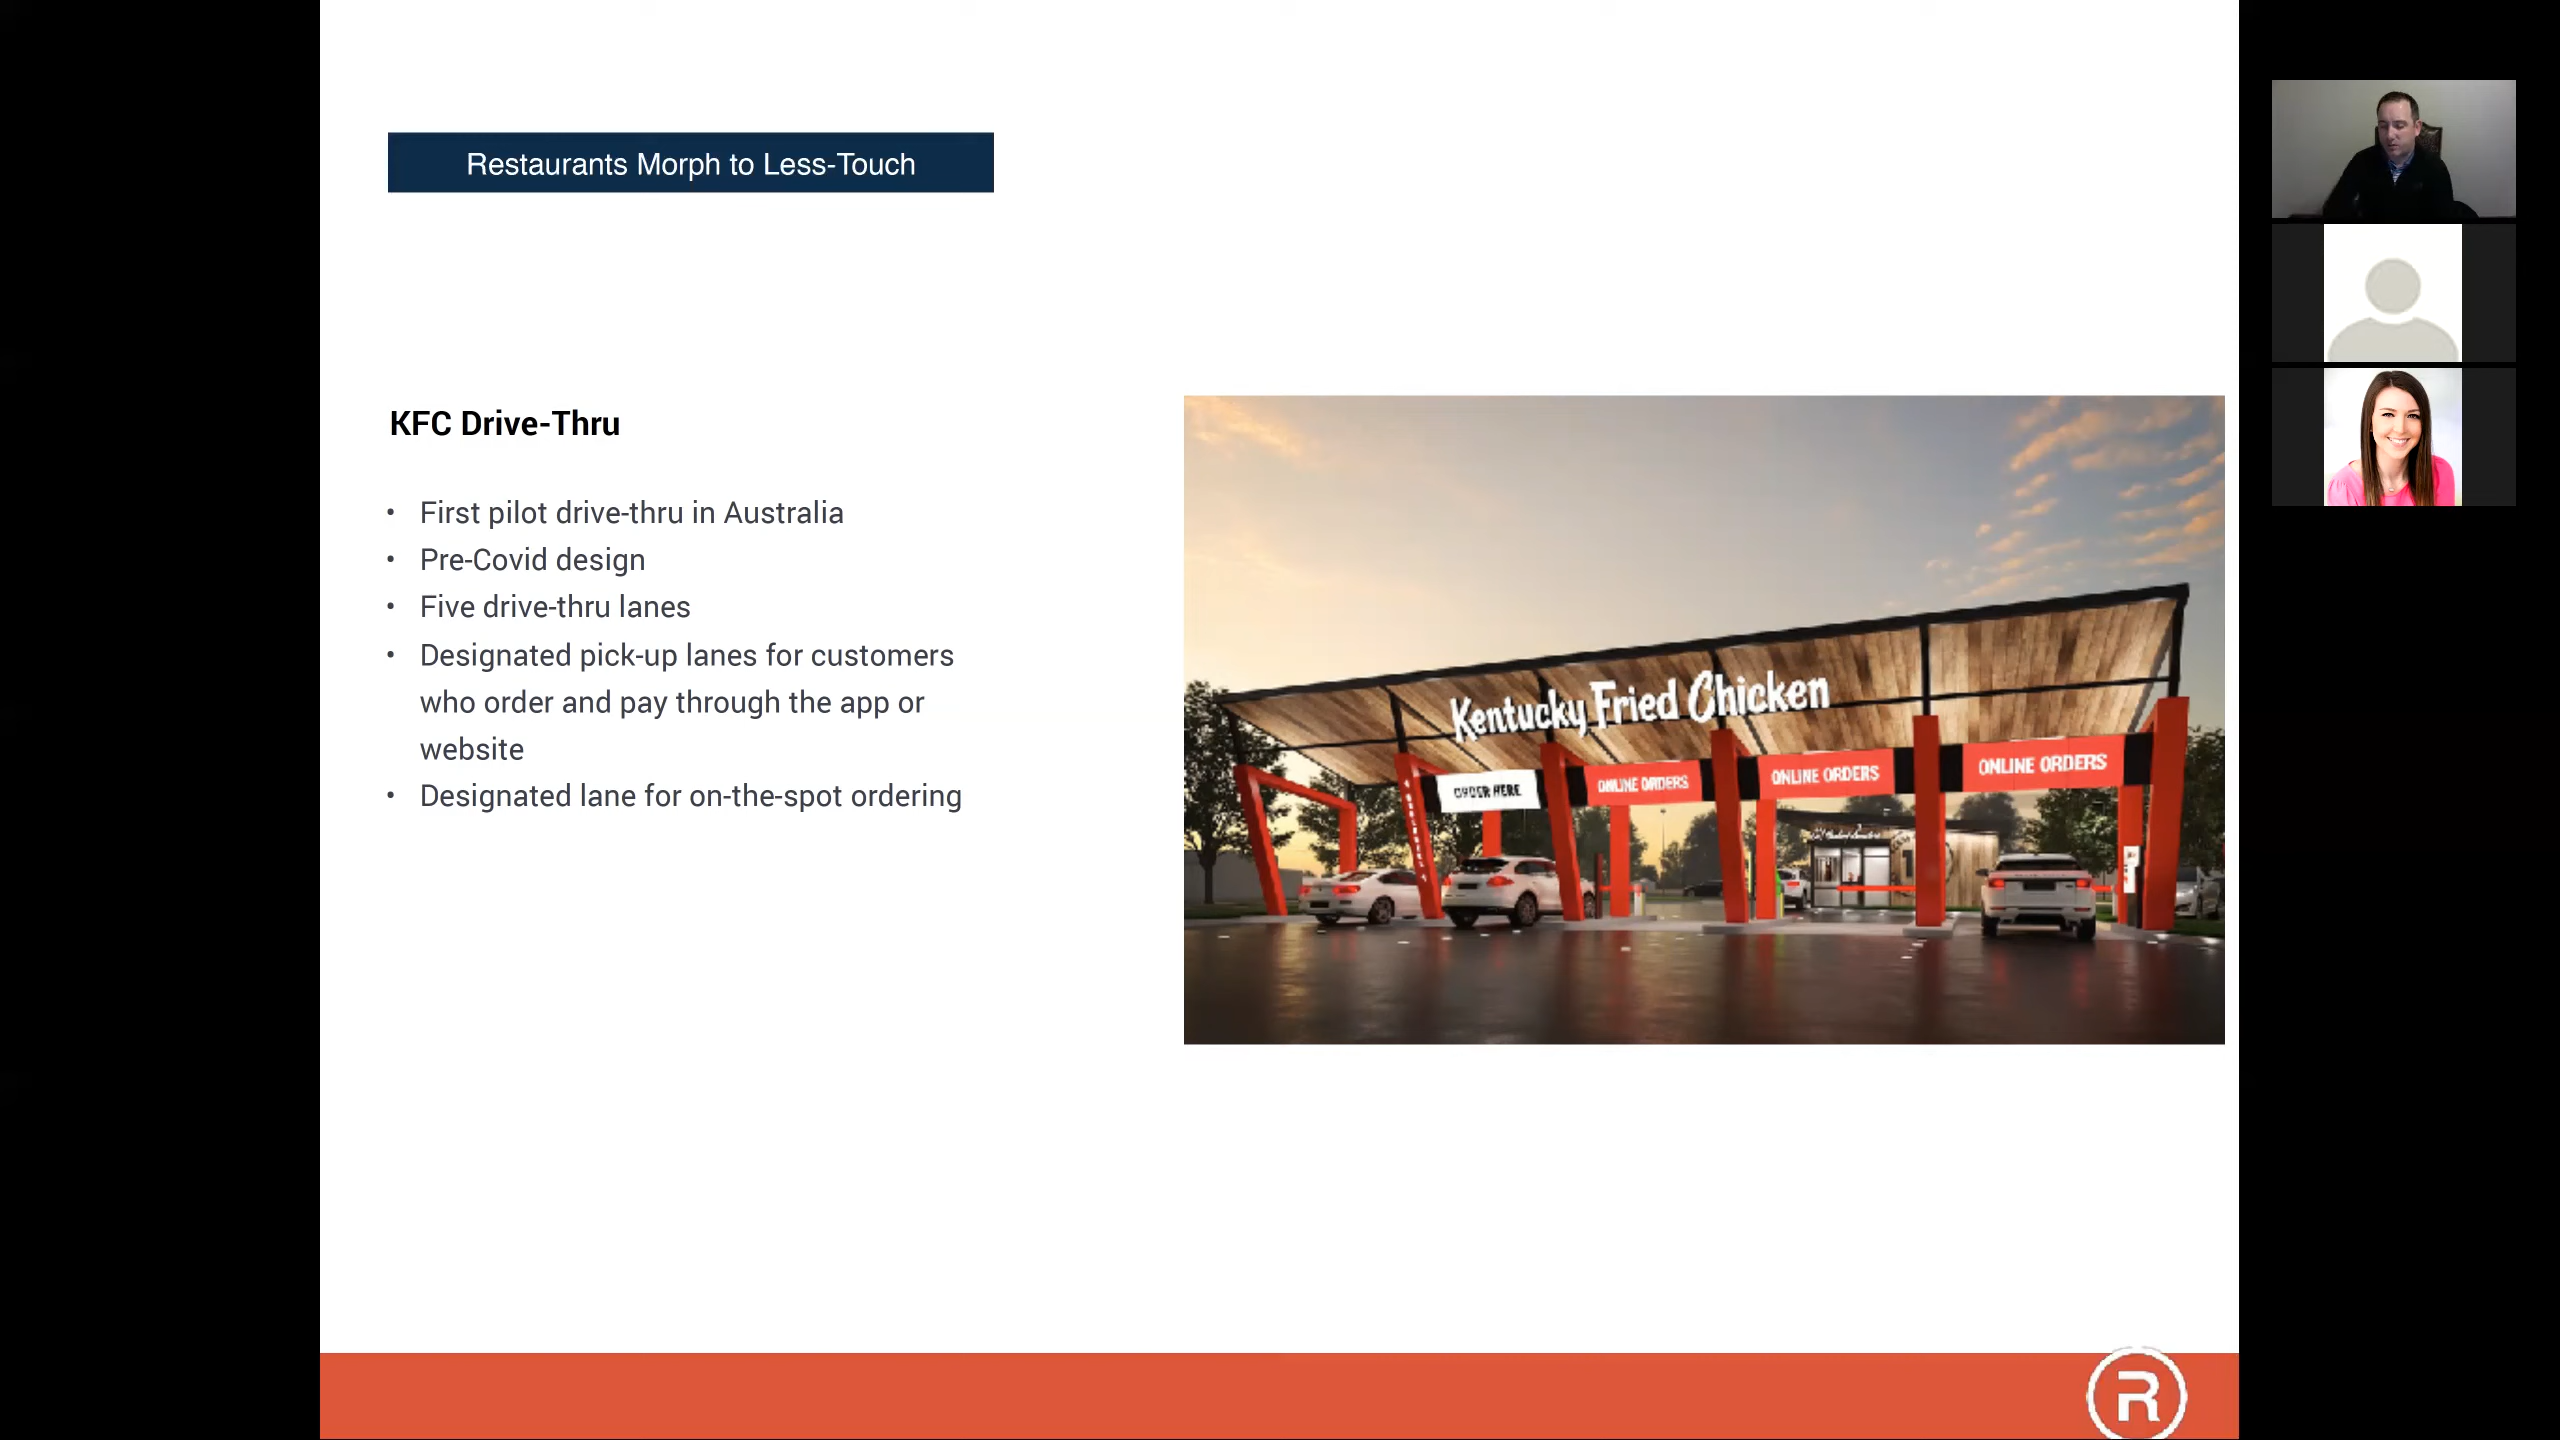 Restaurants Morph to Less-Touch
KFC Drive-Thru
• First pilot drive-thru in Australia
• Pre-Covid design
• Five drive-thru lanes
• Designated pick-up lanes for customers
who order and pay through the app or
website
• Designated lane for on-the-spot ordering
Kentucky Fried Chicken
ORDER HERE
ONLINE ORDERS
ONLINE ORDERS
ONLINE ORDERS
R